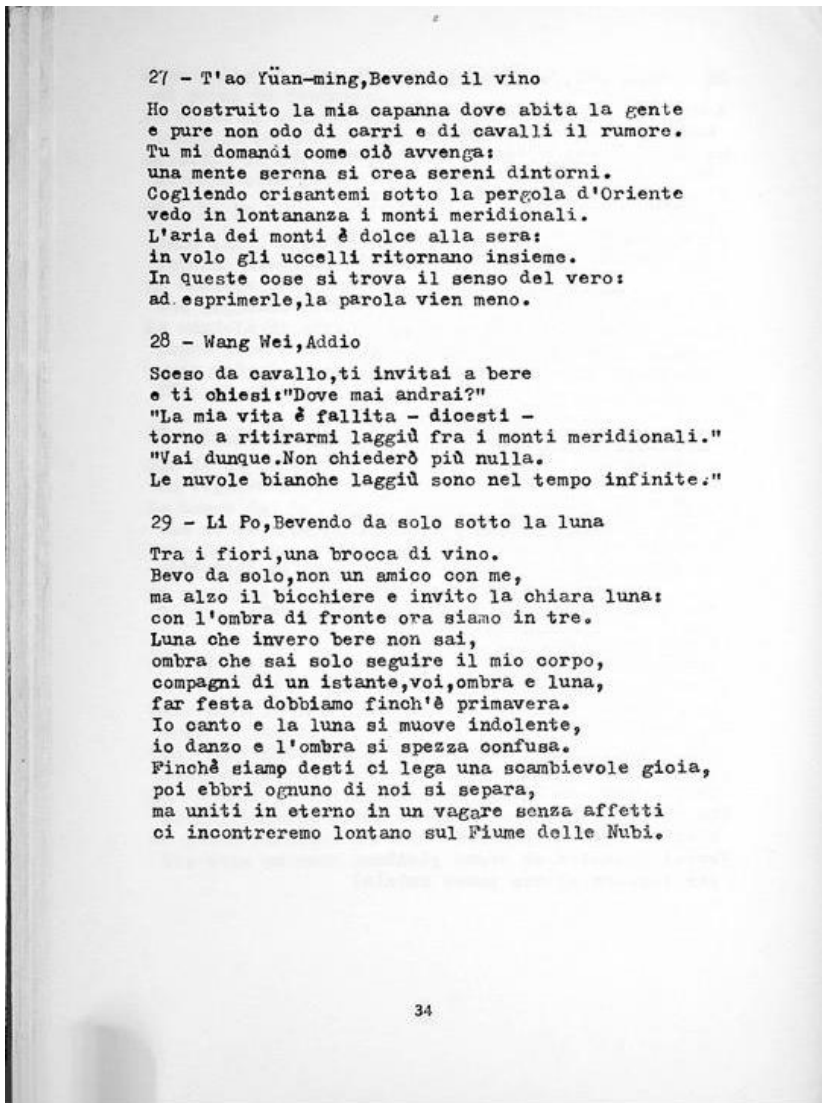 27 - T'ao Yüan-ming,Bevendo il vino
Ho costruito la mia capanna dove abita la gente
e pure non odo di carri e di cavalli il rumore.
Tu mi domandi come ciò avvenga:
una mente serena si crea sereni dintorni.
Cogliendo crisantemi sotto la pergola d'Oriente
vedo in lontananza i monti meridionali.
L'aria dei monti è dolce alla sera:
in volo gli uccelli ritornano insieme.
In queste cose si trova il senso del vero:
ad esprimerle,la parola vien meno.
28 - Wang Wei,Addio
Sceso da cavallo,ti invitai a bere
e ti chiesi:"Dove mai andrai?"
"La mia vita è fallita - dicesti -
torno a ritirarmi laggiù fra i monti meridionali."
"Vai dunque.Non chiederò più nulla.
Le nuvole bianche laggiù sono nel tempo infinite."
29 - Li Po,Bevendo da solo sotto la luna
Tra i fiori,una brocca di vino.
Bevo da solo,non un amico con me,
ma alzo il bicchiere e invito la chiara luna:
con l'ombra di fronte ora siamo in tre.
Luna che invero bere non sai,
ombra che sai solo seguire il mio corpo,
compagni di un istante,voi,ombra e luna,
far festa dobbiamo finch'è primavera.
Io canto e la luna si muove indolente,
io danzo e l'ombra si spezza confusa.
Finchè siamp desti ci lega una scambievole gioia,
poi ebbri ognuno di noi si separa,
ma uniti in eterno in un vagare senza affetti
ci incontreremo lontano sul Fiume delle Nubi.
34